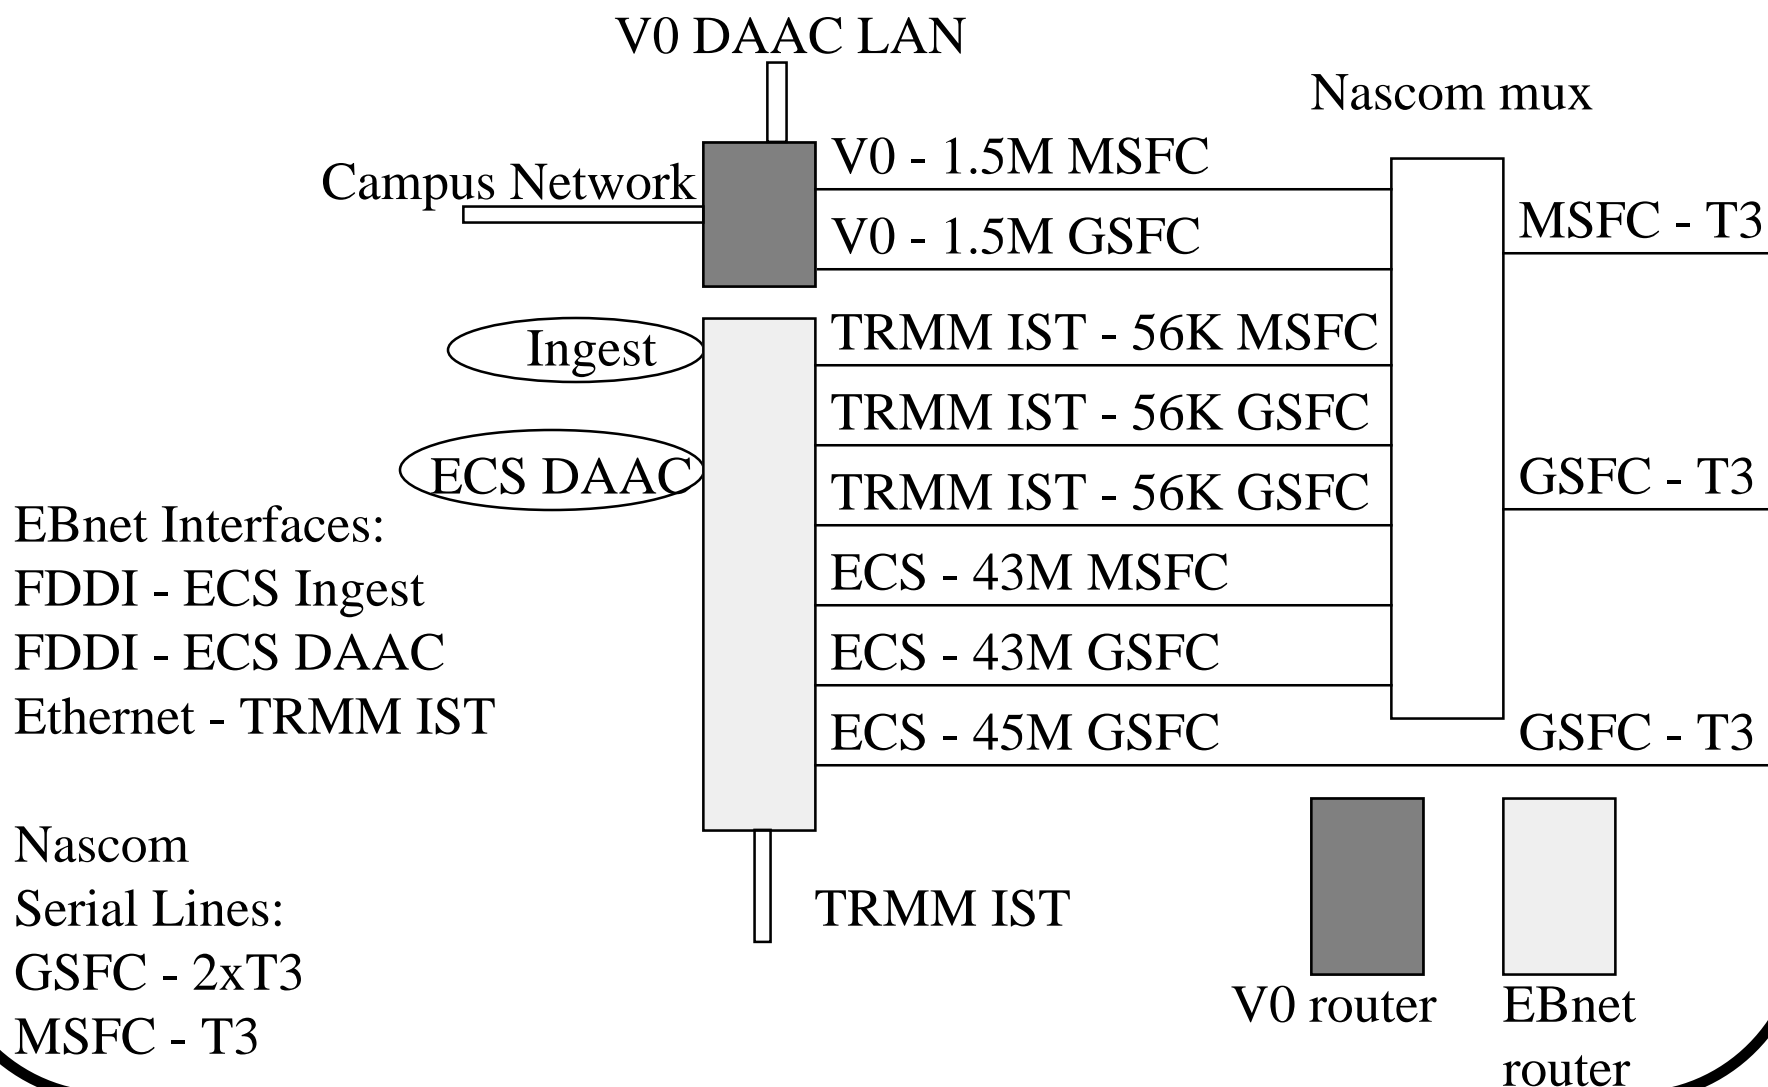 V0 DAAC LAN
Nascom mux
V0 - 1.5M MSFC
Campus Network
V0 - 1.5M GSFC
MSFC - T3
TRMM IST - 56K MSFC
Ingest
TRMM IST - 56K GSFC
ECS DAAC
TRMM IST - 56K GSFC
GSFC - T3
EBnet Interfaces:
FDDI - ECS Ingest
FDDI - ECS DAAC
Ethernet - TRMM IST
ECS - 43M MSFC
ECS - 43M GSFC
ECS - 45M GSFC
GSFC - T3
Nascom
Serial Lines:
GSFC - 2xT3
MSFC - T3
TRMM IST
V0 router
EBnet
router